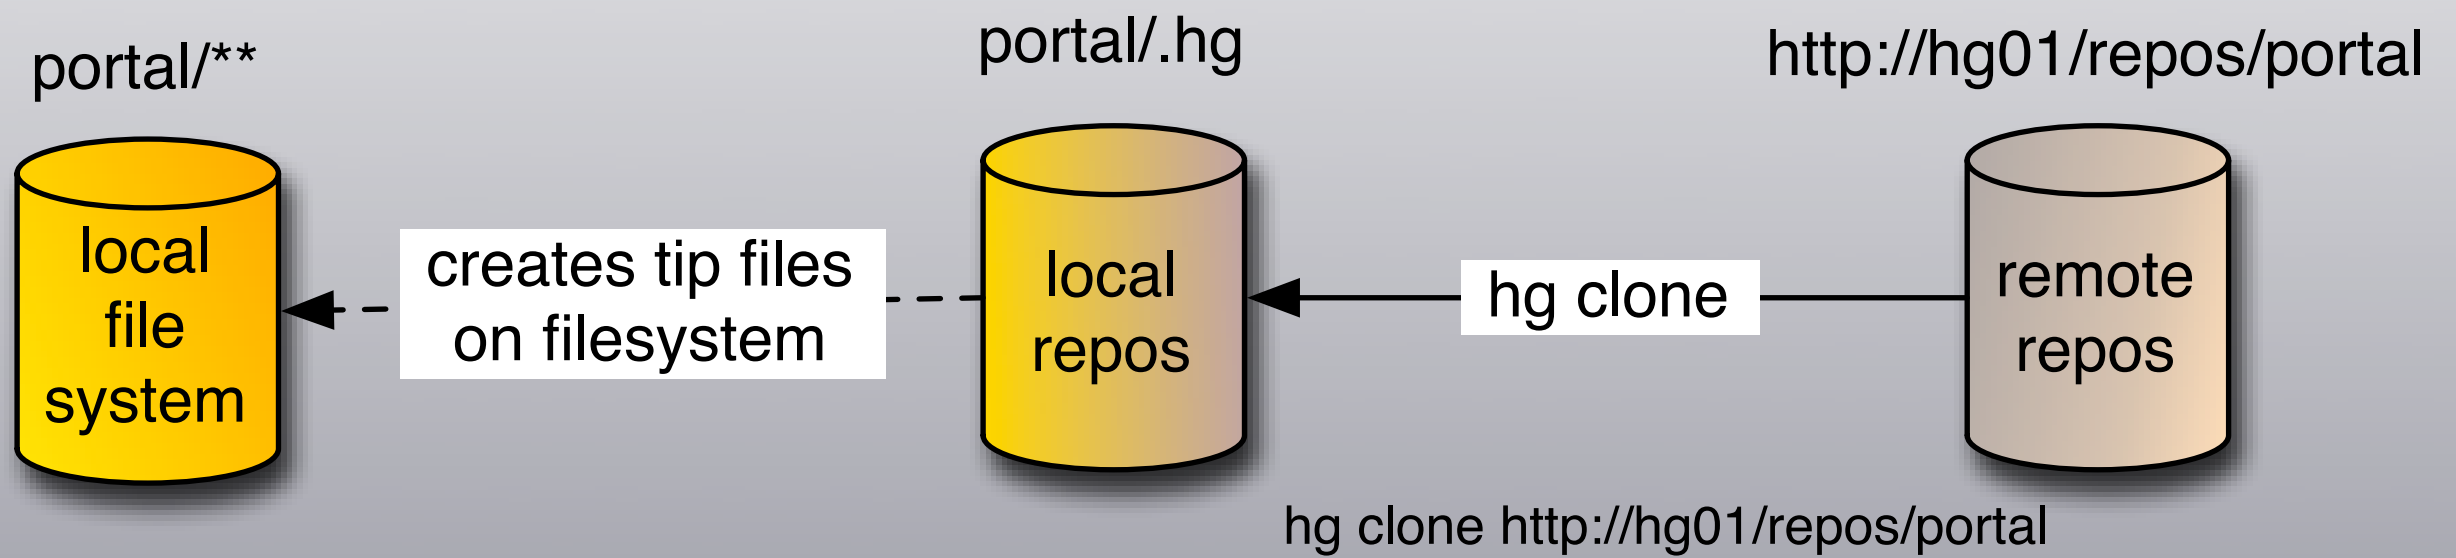 portal/**
portal/.hg
http://hg01/repos/portal
local
file
system
creates tip files
on filesystem
local
repos
hg clone
remote
repos
hg clone http://hg01/repos/portal